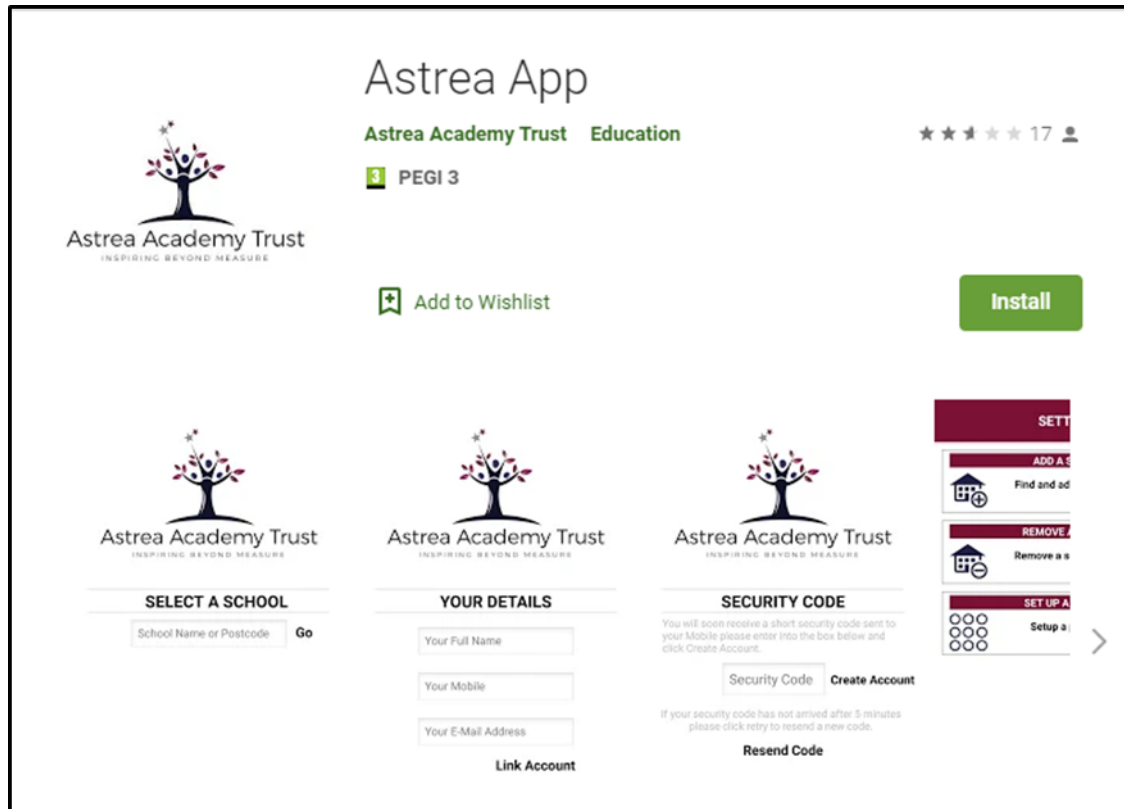 Astrea App
Astrea Academy Trust Education
17
3 PEGI 3
Astrea Academy Trust
INSPIRING BEYOND MEASURE
Add to Wishlist
Install
Astrea Academy Trust
INSPIRING BEYOND MEASURE
SELECT A SCHOOL
School Name or Postcode Go
Astrea Academy Trust
INSPIRING BEYOND MEASURE
YOUR DETAILS
Your Full Name
Your Mobile
Your E-Mail Address
Link Account
Astrea Academy Trust
INSPIRING BEYOND MEASURE
SECURITY CODE
You will soon receive a short security code sent to
your Mobile please enter into the box below and
click Create Account.
Security Code Create Account
If your security code has not arrived after 5 minutes
please click retry to resend a new code.
Resend Code
SETT
ADD A S
Find and ad
REMOVE A
Remove a s
SET UP A
Setup a